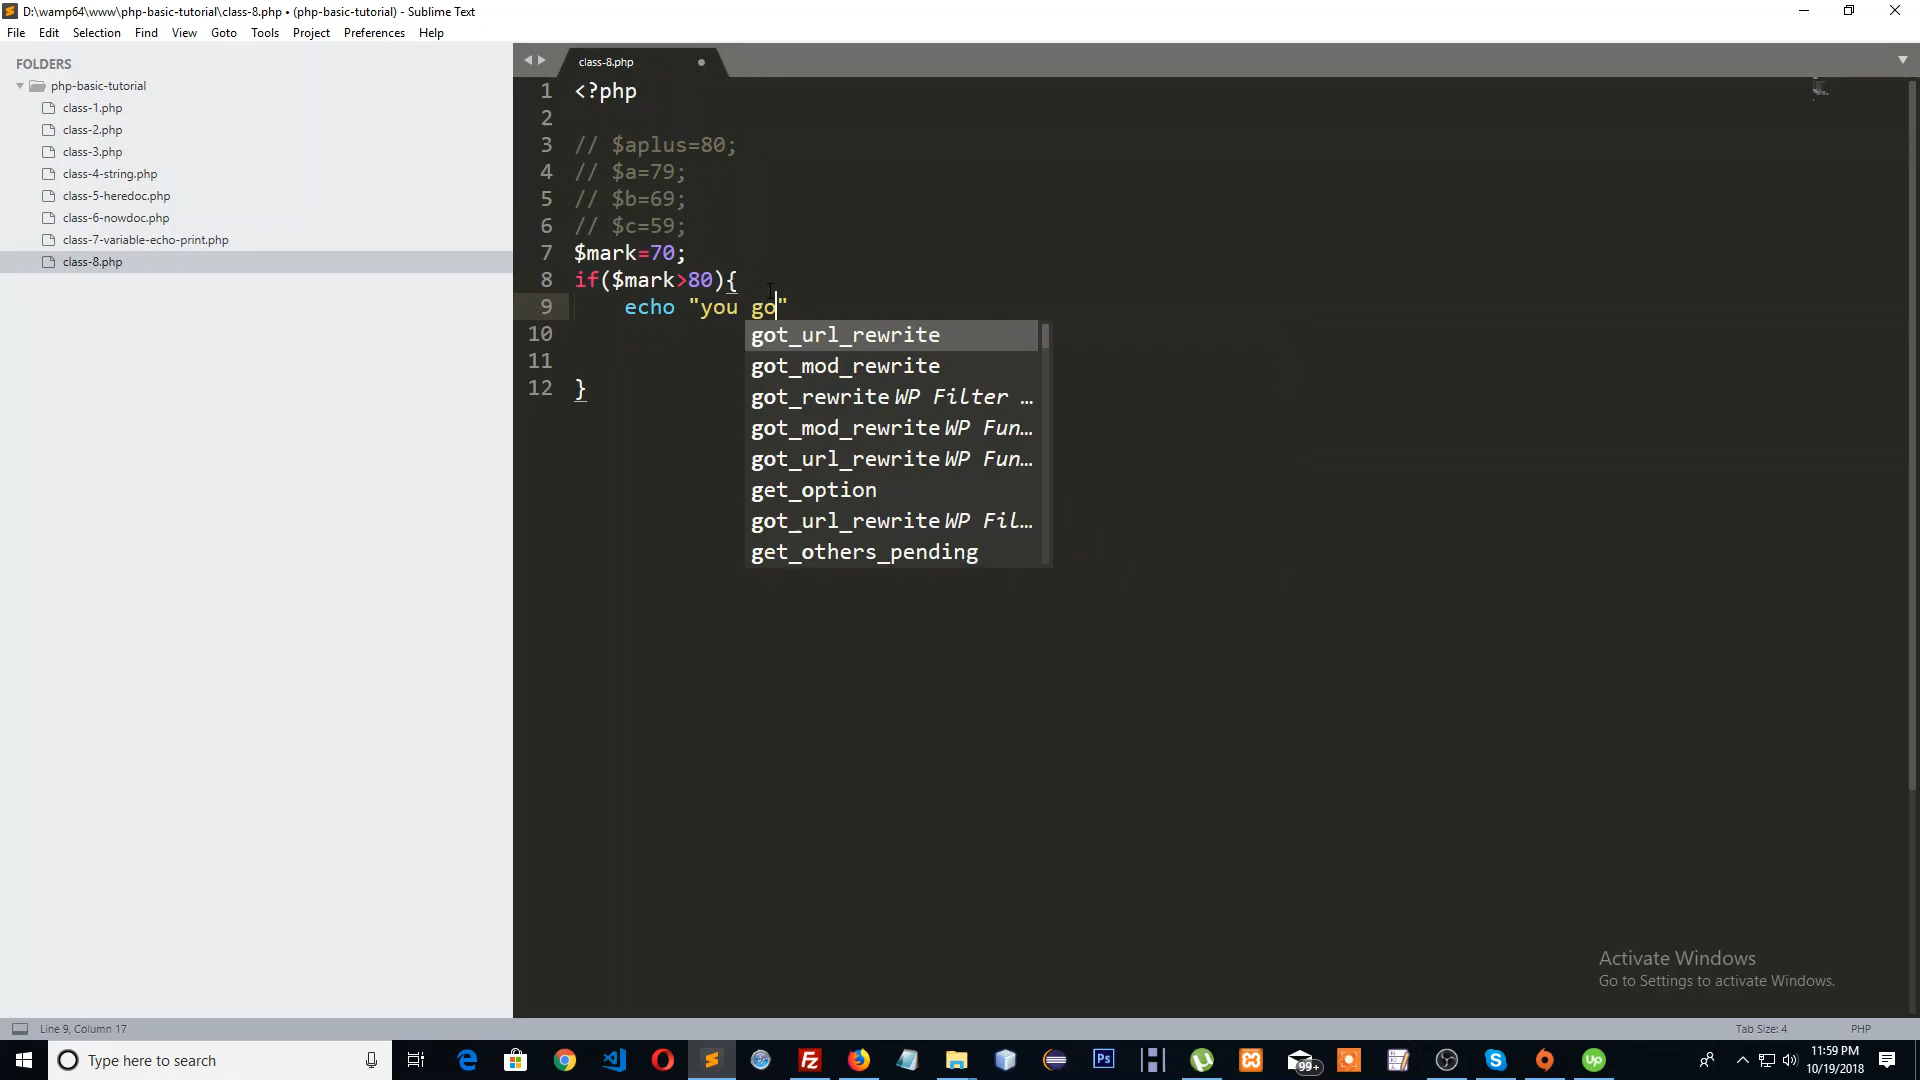 D:\wamp64\www\php-basic-tutorial\class-8.php • (php-basic-tutorial) - Sublime Text
File Edit Selection Find View Goto Tools Project Preferences Help
FOLDERS
php-basic-tutorial
class-1.php
class-2.php
class-3.php
class-4-string.php
class-5-heredoc.php
class-6-nowdoc.php
class-7-variable-echo-print.php
class-8.php
class-8.php
1 <?php
2
3 // $aplus=80;
4 // $a=79;
5 // $b=69;
6 // $c=59;
7 $mark=70;
8 if($mark>80){
9 echo "you go"
10
11
12 }
got_url_rewrite
got_mod_rewrite
got_rewrite WP Filter …
got_mod_rewrite WP Fun…
got_url_rewrite WP Fun…
get_option
got_url_rewrite WP Fil…
get_others_pending
Activate Windows
Go to Settings to activate Windows.
Line 9, Column 17
Tab Size: 4
PHP
Type here to search
Fz
Ps
99+
Up
11:59 PM
10/19/2018